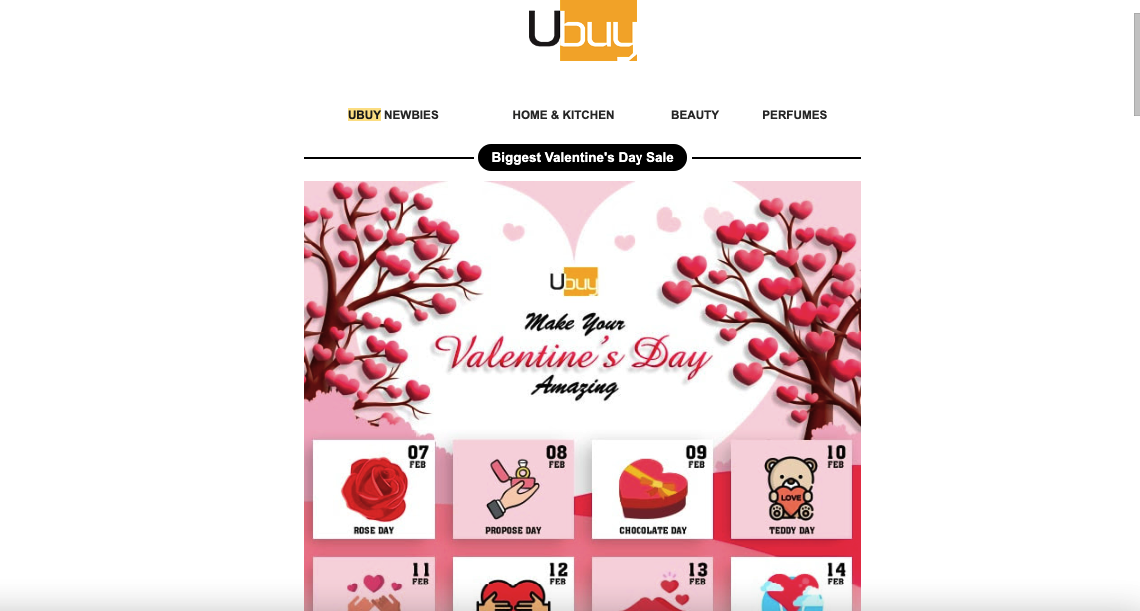 Ubuy
UBUY NEWBIES HOME & KITCHEN BEAUTY PERFUMES
Biggest Valentine's Day Sale
Ubuy
Make Your
Valentine's Day
Amazing
07 FEB
ROSE DAY
08 FEB
PROPOSE DAY
09 FEB
CHOCOLATE DAY
10 FEB
LOVE
TEDDY DAY
11 FEB
12 FEB
13 FEB
14 FEB